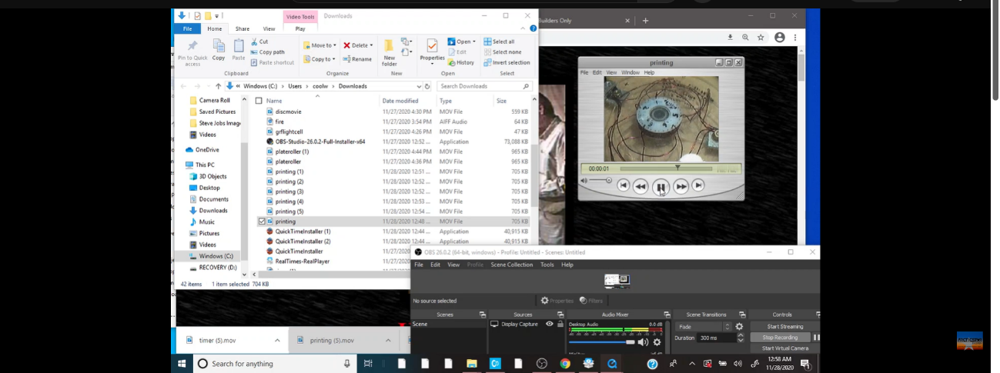 Video Tools
Downloads
File
Home
Share
View
Play
Pin to Quick access
Copy
Paste
Cut
Copy path
Paste shortcut
Clipboard
Move to
Copy to
Delete
Rename
Organize
New folder
New
Properties
Open
Edit
History
Open
Select all
Select none
Invert selection
Select
« Windows (C:) > Users > coolw > Downloads
Search Downloads
Camera Roll
Saved Pictures
Steve Jobs Imag
Videos
OneDrive
This PC
3D Objects
Desktop
Documents
Downloads
Music
Pictures
Videos
Windows (C:)
RECOVERY (D:)
Name Date modified Type Size
discmovie 11/27/2020 4:30 PM MOV File 559 KB
fire 11/27/2020 3:54 PM AIFF Audio 64 KB
grflightcell 11/27/2020 4:26 PM MOV File 47 KB
OBS-Studio-26.0.2-Full-Installer-x64 11/27/2020 12:52 ... Application 73,088 KB
plateroller (1) 11/27/2020 4:44 PM MOV File 965 KB
plateroller 11/27/2020 4:36 PM MOV File 965 KB
printing (1) 11/28/2020 12:51 ... MOV File 705 KB
printing (2) 11/28/2020 12:52 ... MOV File 705 KB
printing (3) 11/28/2020 12:52 ... MOV File 705 KB
printing (4) 11/28/2020 12:53 ... MOV File 705 KB
printing (5) 11/28/2020 12:54 ... MOV File 705 KB
printing 11/28/2020 12:48 ... MOV File 705 KB
QuickTimeInstaller (1) 11/28/2020 12:44 ... Application 40,915 KB
QuickTimeInstaller (2) 11/28/2020 12:44 ... Application 40,915 KB
QuickTimeInstaller 11/27/2020 Application
RealTimes-RealPlayer
42 items 1 item selected 704 KB
Builders Only
printing
File Edit View Window Help
00:00:01
OBS 26.0.2 (64-bit, windows) - Profile: Untitled - Scenes: Untitled
File Edit View Profile Scene Collection Tools Help
No source selected
Properties
Filters
Scenes
Sources
Audio Mixer
Scene Transitions
Controls
Scene
Display Capture
Desktop Audio 0.0 dB
Fade
Duration 300 ms
Start Streaming
Stop Recording
Start Virtual Camera
timer (5).mov
printing (5).mov
Search for anything
12:58 AM
11/28/2020